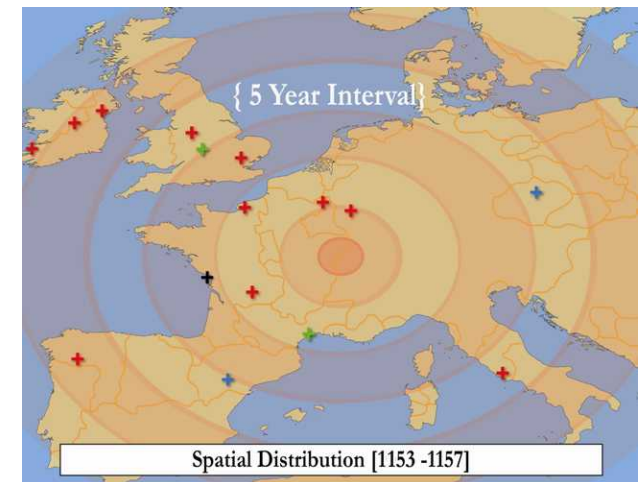 { 5 Year Interval}
Spatial Distribution [1153 -1157]